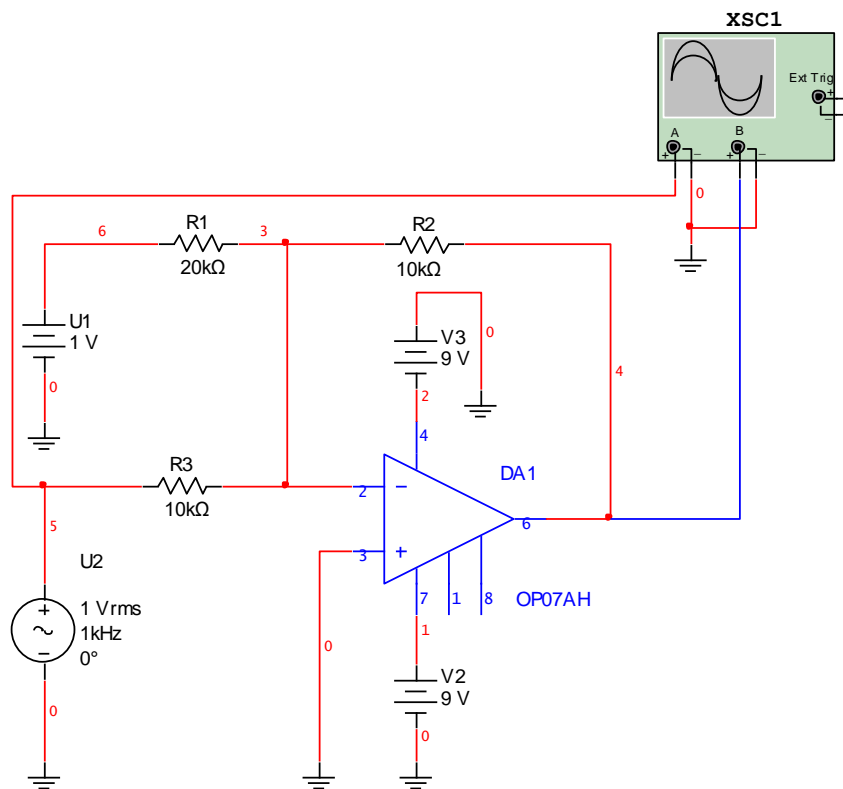 XSC1
Ext Trig
+
−
A
B
+
−
+
−
0
6
R1
20kΩ
3
R2
10kΩ
U1
1 V
0
V3
9 V
0
2
4
4
R3
10kΩ
2
−
DA1
5
3
+
6
U2
7
1
8
OP07AH
+
1 Vrms
1kHz
0°
−
1
0
V2
9 V
0
0